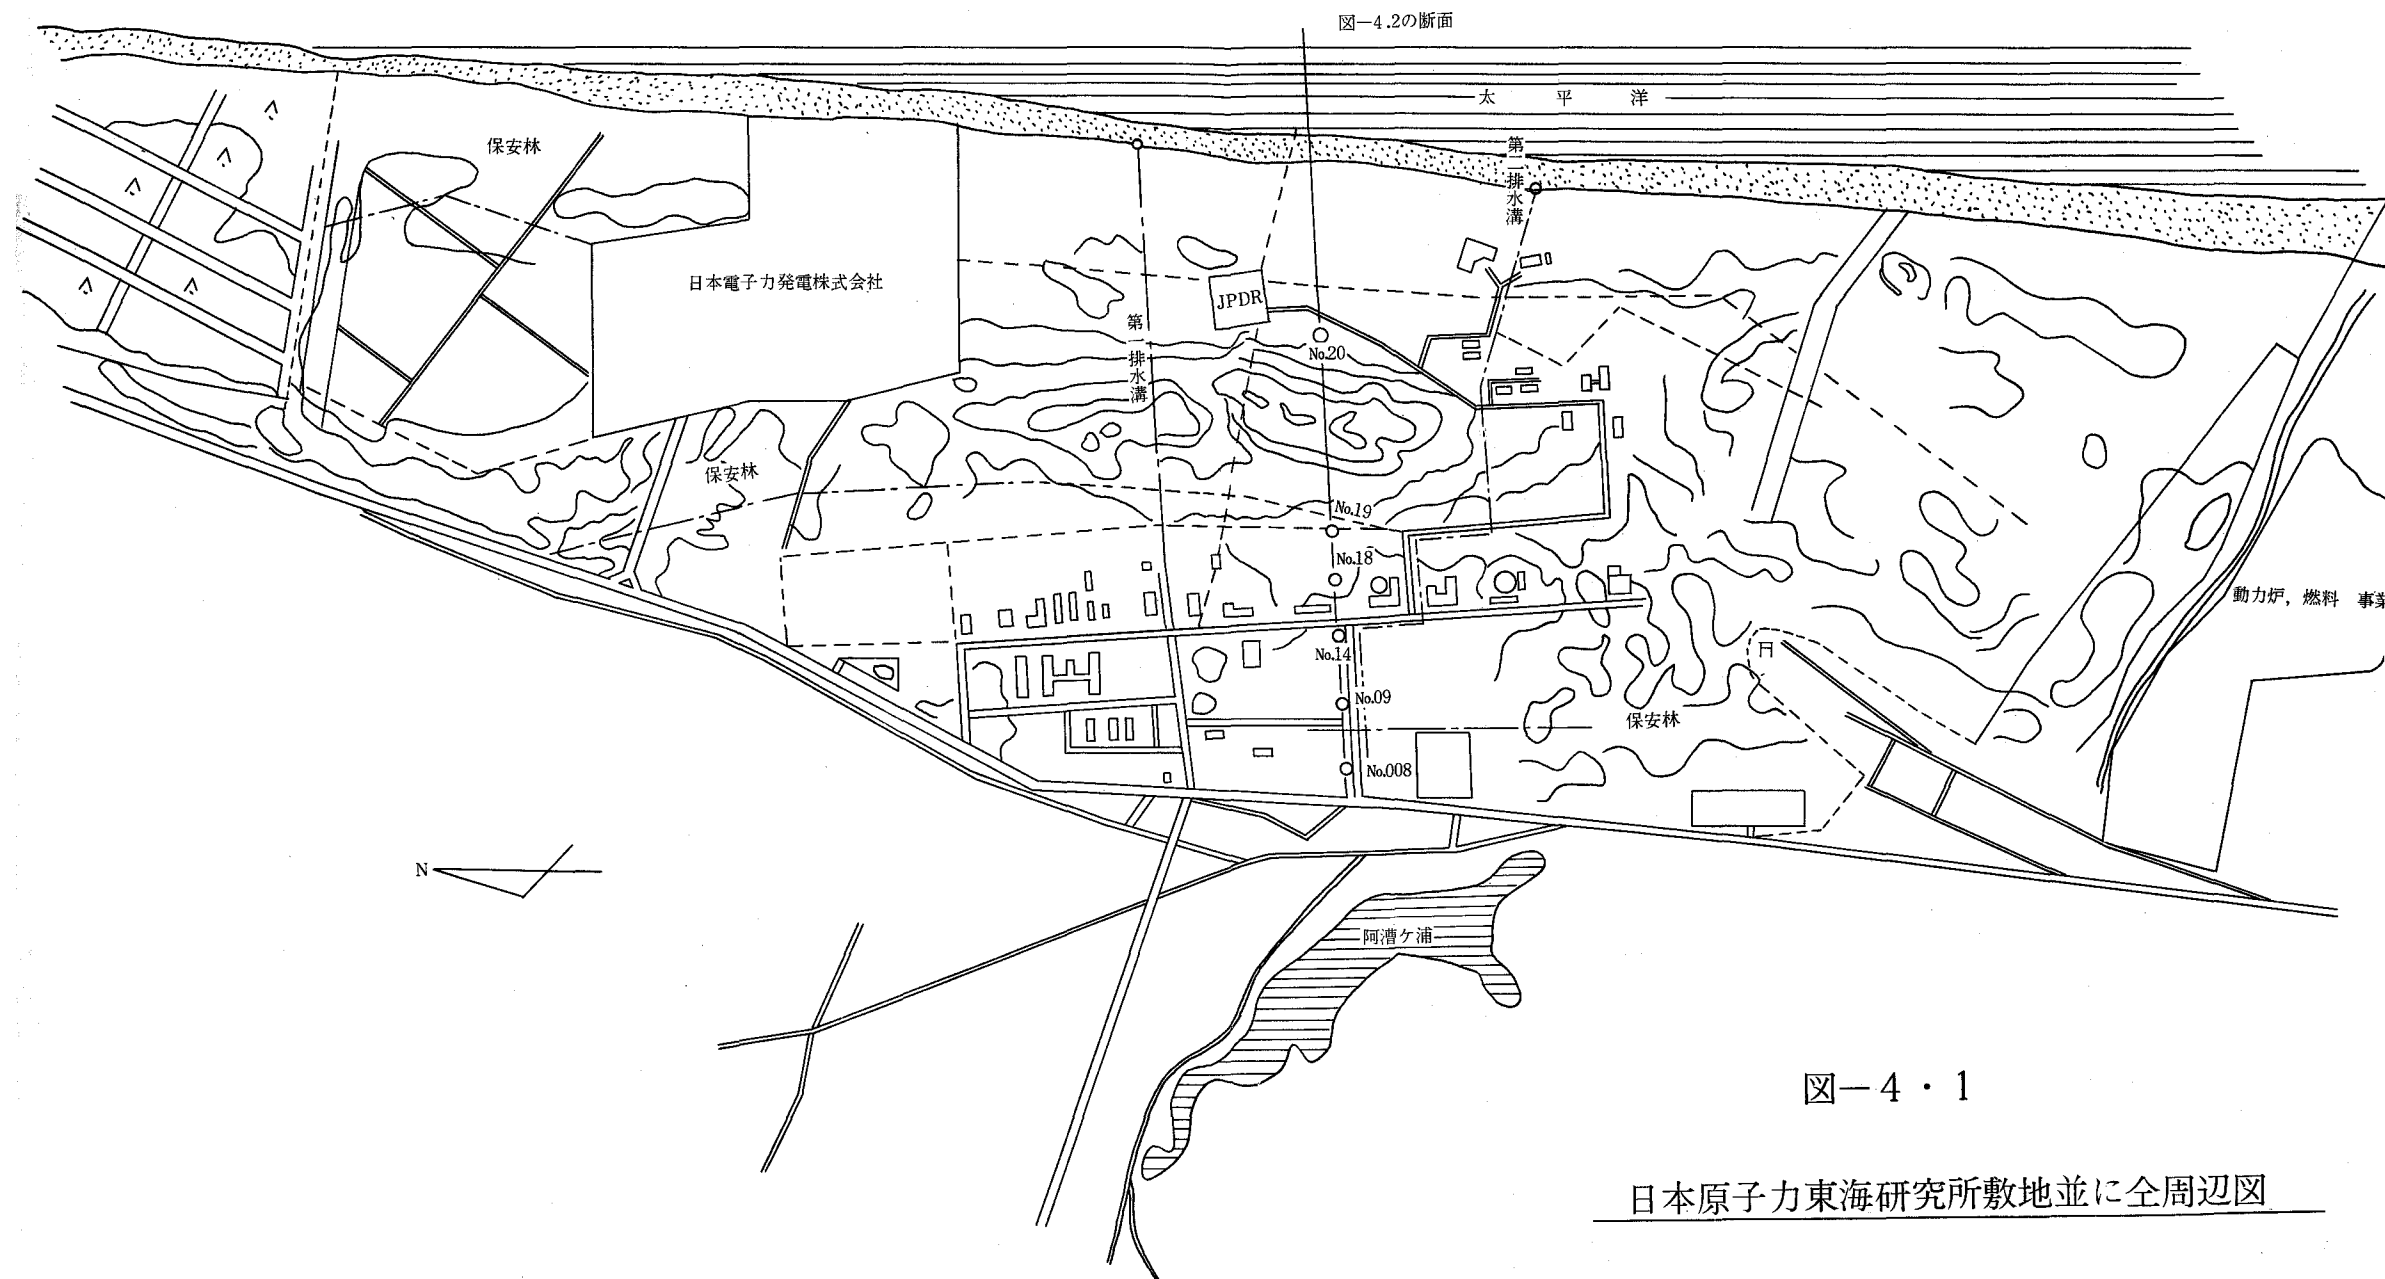 図−4.2の断面
太平洋
保安林
第二排水溝
日本電子力発電株式会社
JPDR
第一排水溝
No.20
保安林
No.19
No.18
動力炉,燃料 事業
No.14
No.09
保安林
No.008
N
阿漕ケ浦
図−4・1
日本原子力東海研究所敷地並に仝周辺図